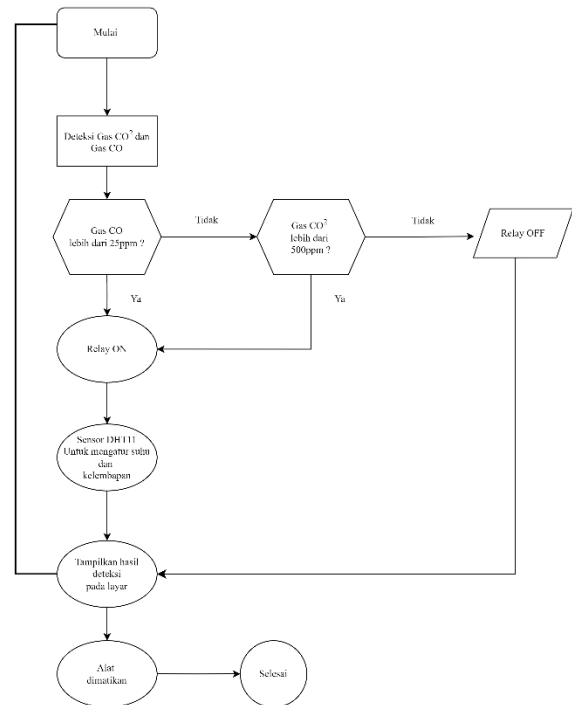 Mulai
Deteksi Gas CO² dan
Gas CO
Gas CO
lebih dari 25ppm ?
Tidak
Gas CO²
lebih dari
500ppm ?
Tidak
Relay OFF
Ya
Ya
Relay ON
Sensor DHT11
Untuk mengatur suhu
dan
kelembapan
Tampilkan hasil
deteksi
pada layar
Alat
dimatikan
Selesai